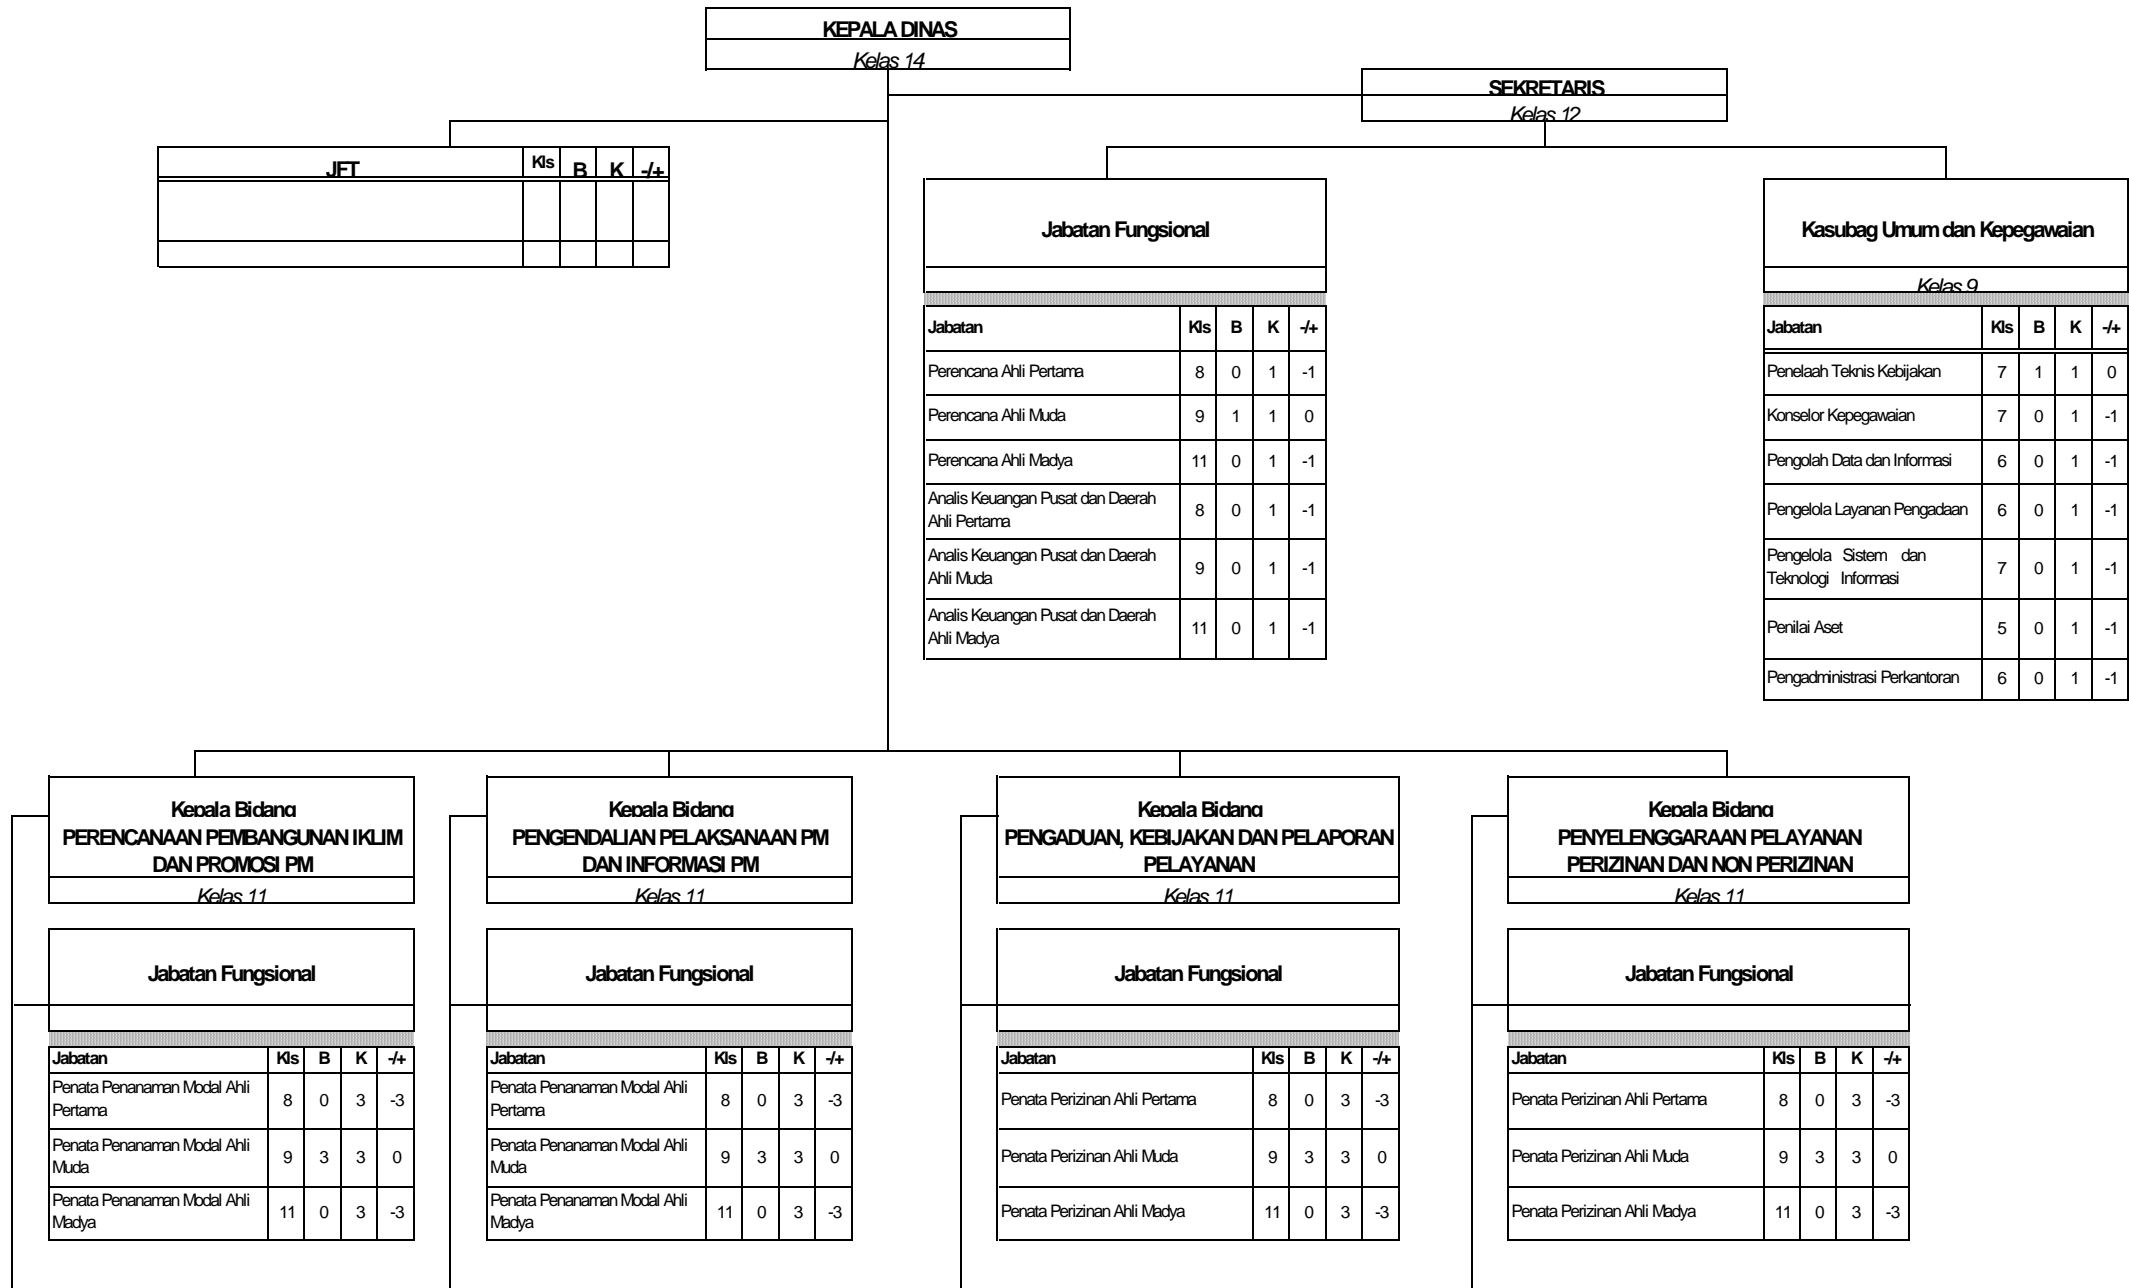 KEPALA DINAS
Kelas 14
SEKRETARIS
Kelas 12
JFT Kls B K -/+
Jabatan Fungsional
Jabatan Kls B K -/+
Perencana Ahli Pertama 8 0 1 -1
Perencana Ahli Muda 9 1 1 0
Perencana Ahli Madya 11 0 1 -1
Analis Keuangan Pusat dan Daerah
Ahli Pertama 8 0 1 -1
Analis Keuangan Pusat dan Daerah
Ahli Muda 9 0 1 -1
Analis Keuangan Pusat dan Daerah
Ahli Madya 11 0 1 -1
Kasubag Umum dan Kepegawaian
Kelas 9
Jabatan Kls B K -/+
Penelaah Teknis Kebijakan 7 1 1 0
Konselor Kepegawaian 7 0 1 -1
Pengolah Data dan Informasi 6 0 1 -1
Pengelola Layanan Pengadaan 6 0 1 -1
Pengelola Sistem dan
Teknologi Informasi 7 0 1 -1
Penilai Aset 5 0 1 -1
Pengadministrasi Perkantoran 6 0 1 -1
Kepala Bidang
PERENCANAAN PEMBANGUNAN IKLIM
DAN PROMOSI PM
Kelas 11
Jabatan Fungsional
Jabatan Kls B K -/+
Penata Penanaman Modal Ahli
Pertama 8 0 3 -3
Penata Penanaman Modal Ahli
Muda 9 3 3 0
Penata Penanaman Modal Ahli
Madya 11 0 3 -3
Kepala Bidang
PENGENDALIAN PELAKSANAAN PM
DAN INFORMASI PM
Kelas 11
Jabatan Fungsional
Jabatan Kls B K -/+
Penata Penanaman Modal Ahli
Pertama 8 0 3 -3
Penata Penanaman Modal Ahli
Muda 9 3 3 0
Penata Penanaman Modal Ahli
Madya 11 0 3 -3
Kepala Bidang
PENGADUAN, KEBIJAKAN DAN PELAPORAN
PELAYANAN
Kelas 11
Jabatan Fungsional
Jabatan Kls B K -/+
Penata Perizinan Ahli Pertama 8 0 3 -3
Penata Perizinan Ahli Muda 9 3 3 0
Penata Perizinan Ahli Madya 11 0 3 -3
Kepala Bidang
PENYELENGGARAAN PELAYANAN
PERIZINAN DAN NON PERIZINAN
Kelas 11
Jabatan Fungsional
Jabatan Kls B K -/+
Penata Perizinan Ahli Pertama 8 0 3 -3
Penata Perizinan Ahli Muda 9 3 3 0
Penata Perizinan Ahli Madya 11 0 3 -3